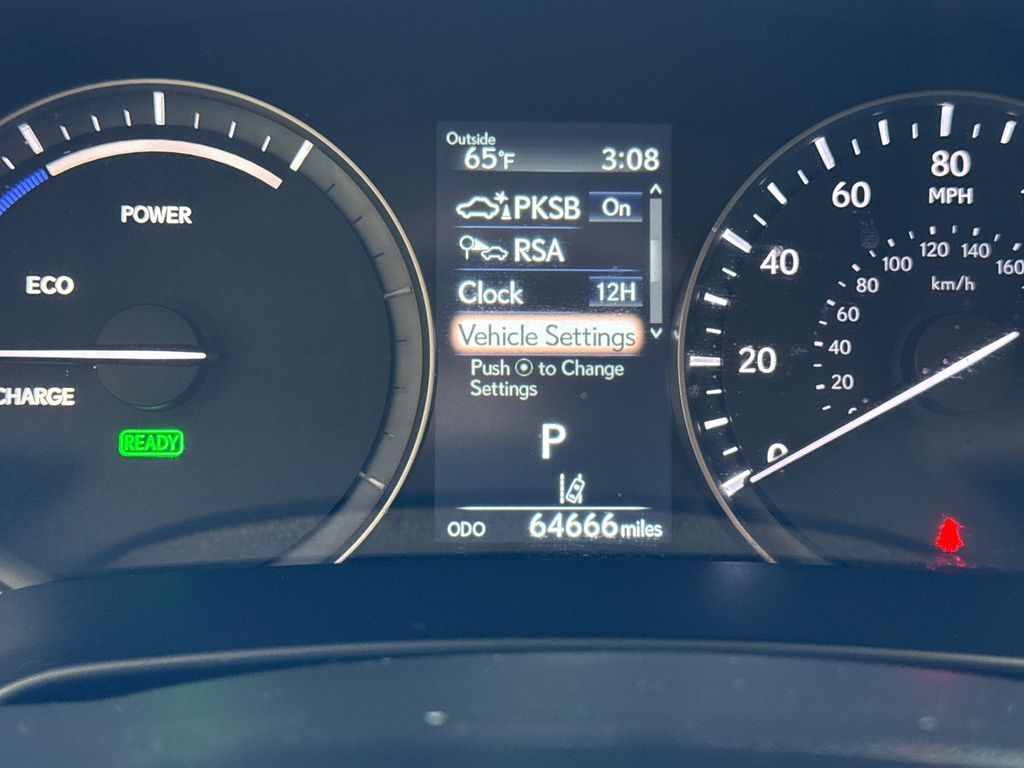 Outside
65°F 3:08
PKSB On
RSA
Clock 12H
Vehicle Settings
Push to Change
Settings
P
ODO 64666 miles
POWER
ECO
CHARGE
READY
80
MPH
60
40
20
0
160
140
120
100
80
60
40
20
0
km/h